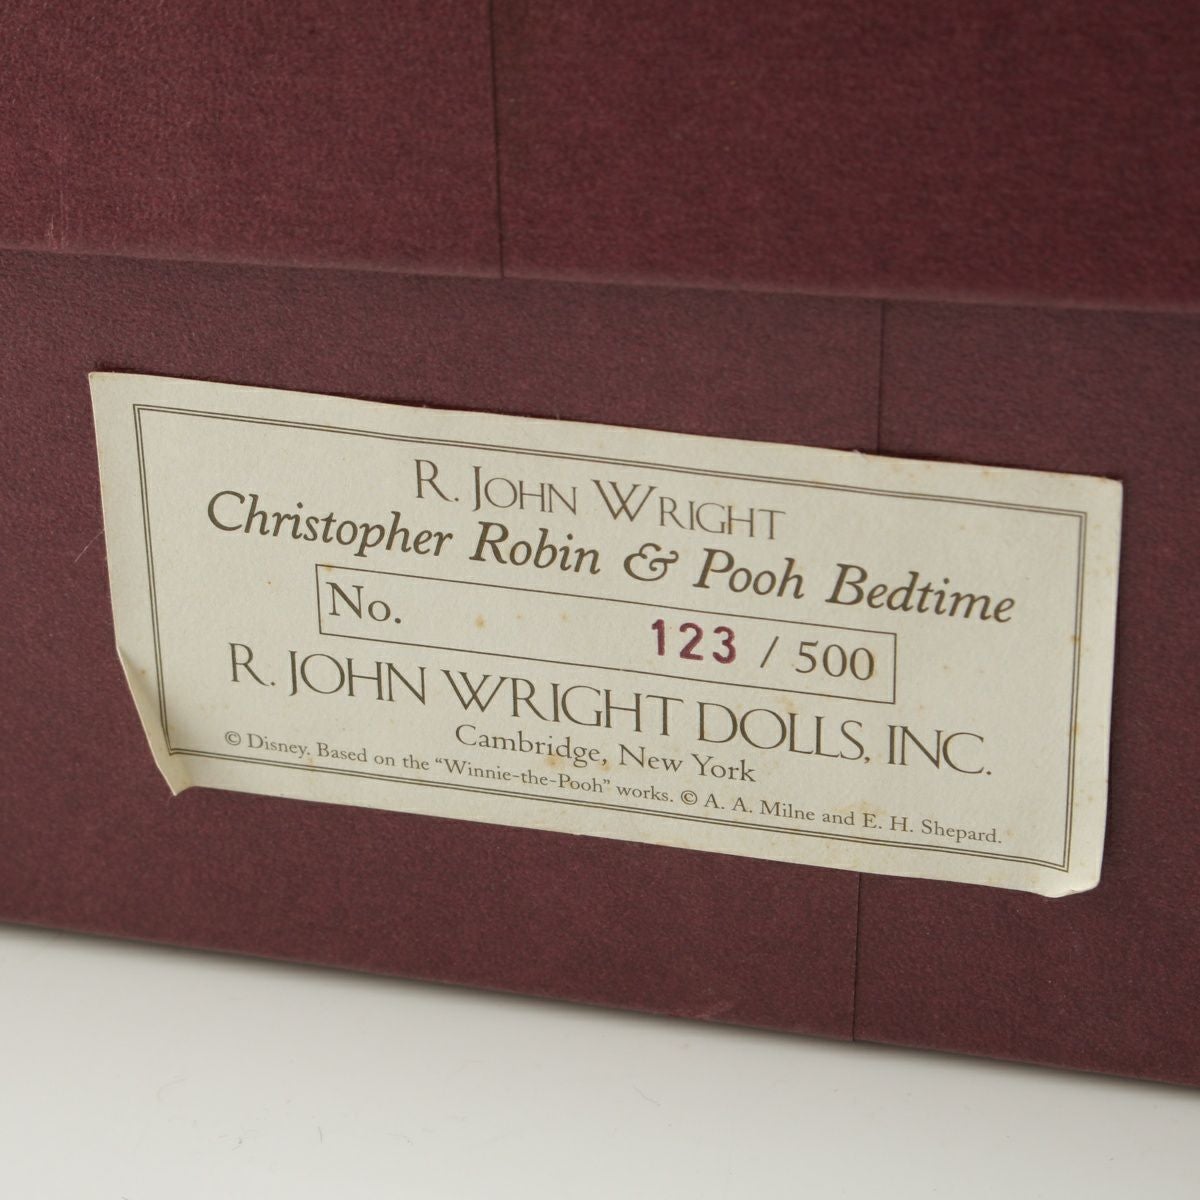 R. JOHN WRIGHT
Christopher Robin & Pooh Bedtime
No. 123 / 500
R. JOHN WRIGHT DOLLS, INC.
Cambridge, New York
© Disney. Based on the “Winnie-the-Pooh” works. © A. A. Milne and E. H. Shepard.